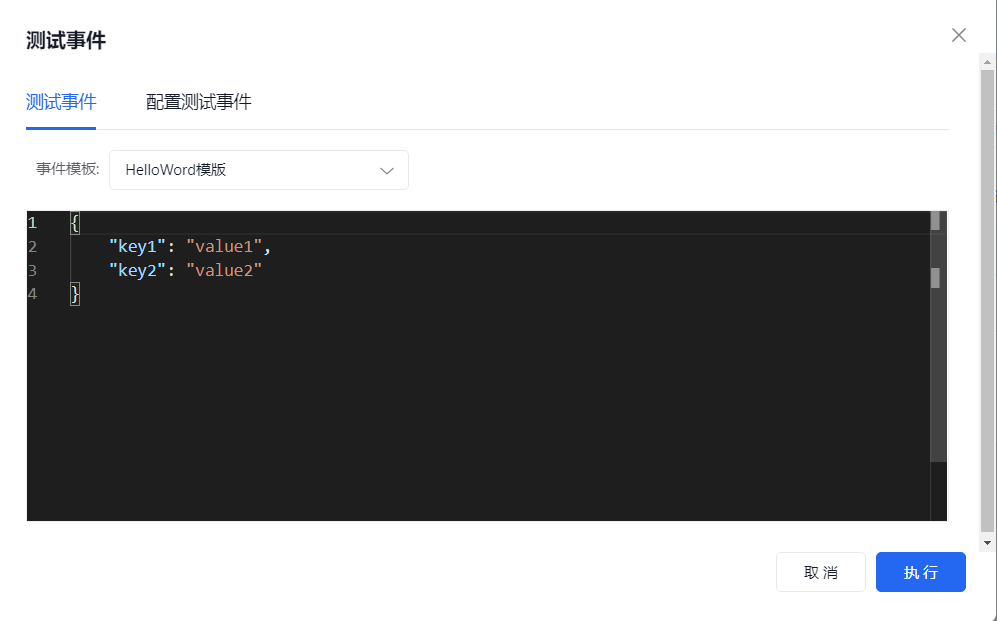 测试事件
测试事件 配置测试事件
事件模板: HelloWord模版
1 {
2 "key1": "value1",
3 "key2": "value2"
4 }
取 消 执 行